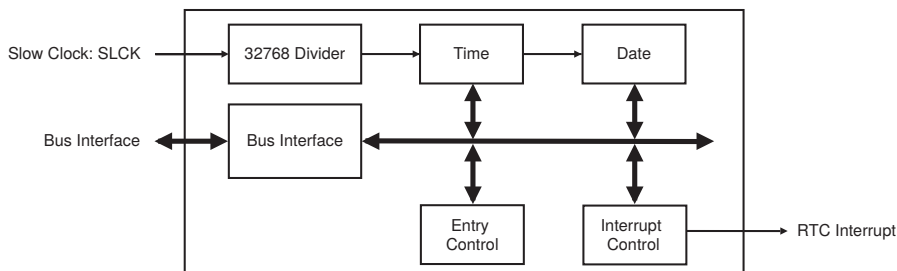 Slow Clock: SLCK
32768 Divider
Time
Date
Bus Interface
Bus Interface
Entry
Control
Interrupt
Control
RTC Interrupt